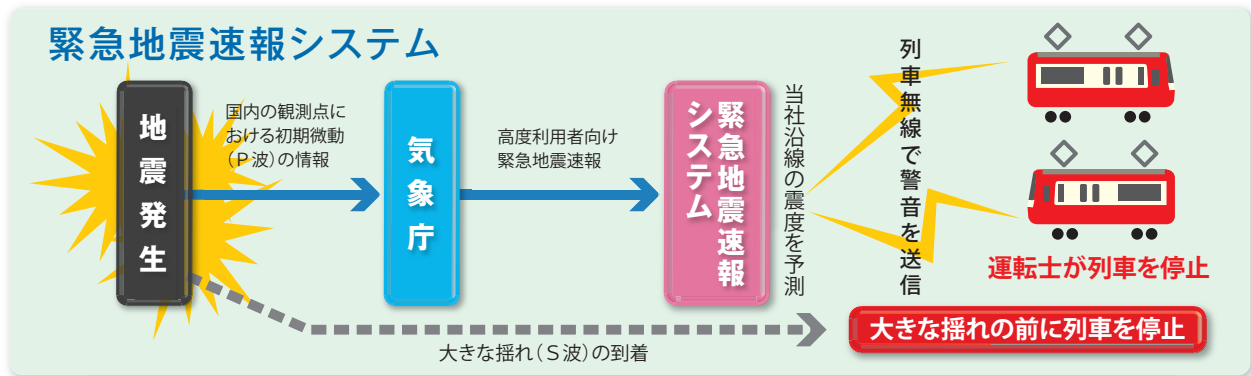 緊急地震速報システム
地震発生
国内の観測点に
おける初期微動
（Ｐ波）の情報
気象庁
高度利用者向け
緊急地震速報
緊急地震速報
システム
当社沿線の震度を予測
列車無線で警音を送信
運転士が列車を停止
大きな揺れの前に列車を停止
大きな揺れ（Ｓ波）の到着